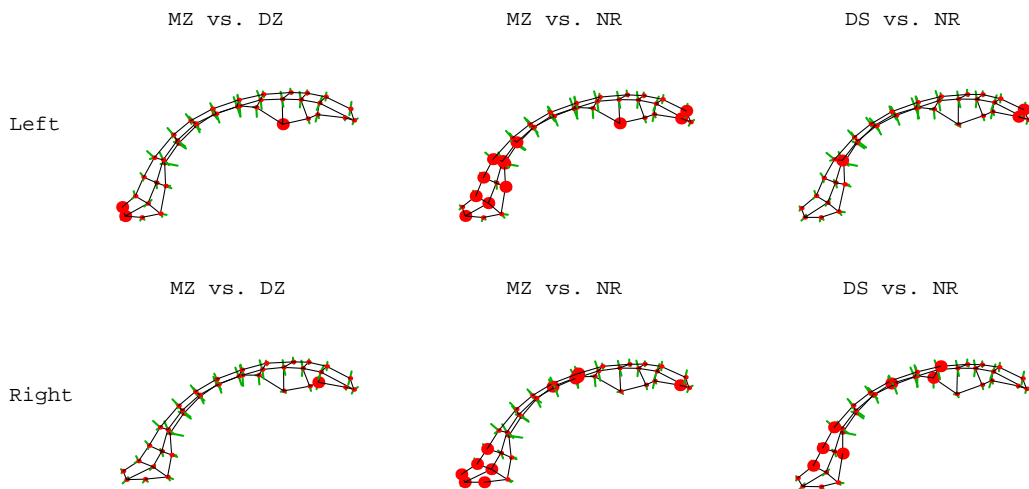 MZ vs. DZ MZ vs. NR DS vs. NR
Left
MZ vs. DZ MZ vs. NR DS vs. NR
Right